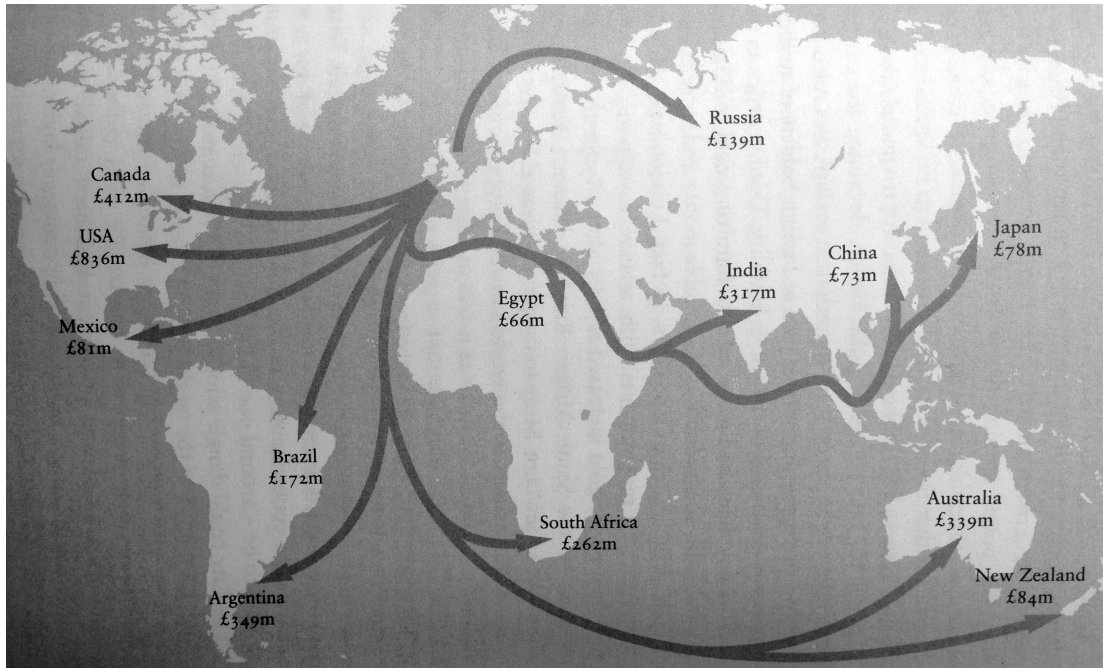 Russia
£139m
Canada
£412m
USA
£836m
Japan
£78m
China
£73m
India
£317m
Egypt
£66m
Mexico
£81m
Brazil
£172m
Australia
£339m
South Africa
£262m
New Zealand
£84m
Argentina
£349m